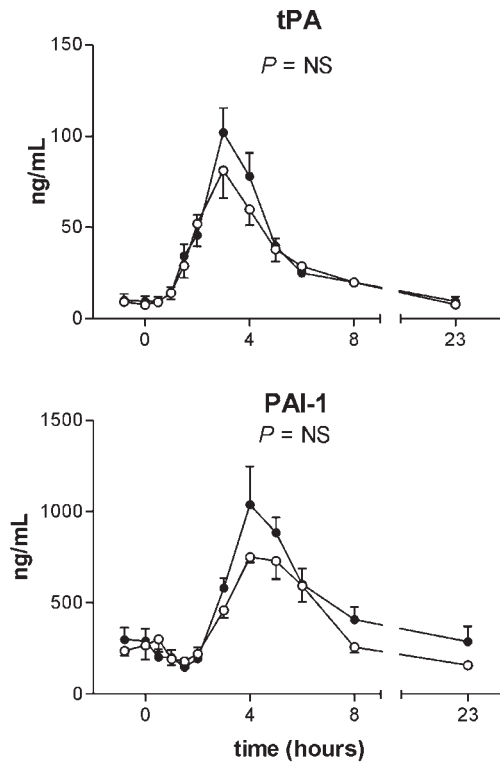 tPA
P = NS
150
100
50
0
ng/mL
0 4 8 23
PAI-1
P = NS
1500
1000
500
0
ng/mL
0 4 8 23
time (hours)